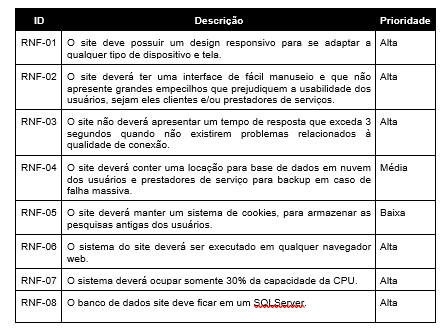 ID Descrição Prioridade
RNF-01 O site deve possuir um design responsivo para se adaptar a Alta
qualquer tipo de dispositivo e tela.
RNF-02 O site deverá ter uma interface de fácil manuseio e que não Alta
apresente grandes empecilhos que prejudiquem a usabilidade dos
usuários, sejam eles clientes e/ou prestadores de serviços.
RNF-03 O site não deverá apresentar um tempo de resposta que exceda 3 Alta
segundos quando não existirem problemas relacionados à
qualidade de conexão.
RNF-04 O site deverá conter uma locação para base de dados em nuvem Média
dos usuários e prestadores de serviço para backup em caso de
falha massiva.
RNF-05 O site deverá manter um sistema de cookies, para armazenar as Baixa
pesquisas antigas dos usuários.
RNF-06 O sistema do site deverá ser executado em qualquer navegador Alta
web.
RNF-07 O sistema deverá ocupar somente 30% da capacidade da CPU. Alta
RNF-08 O banco de dados site deve ficar em um SQLServer. Alta